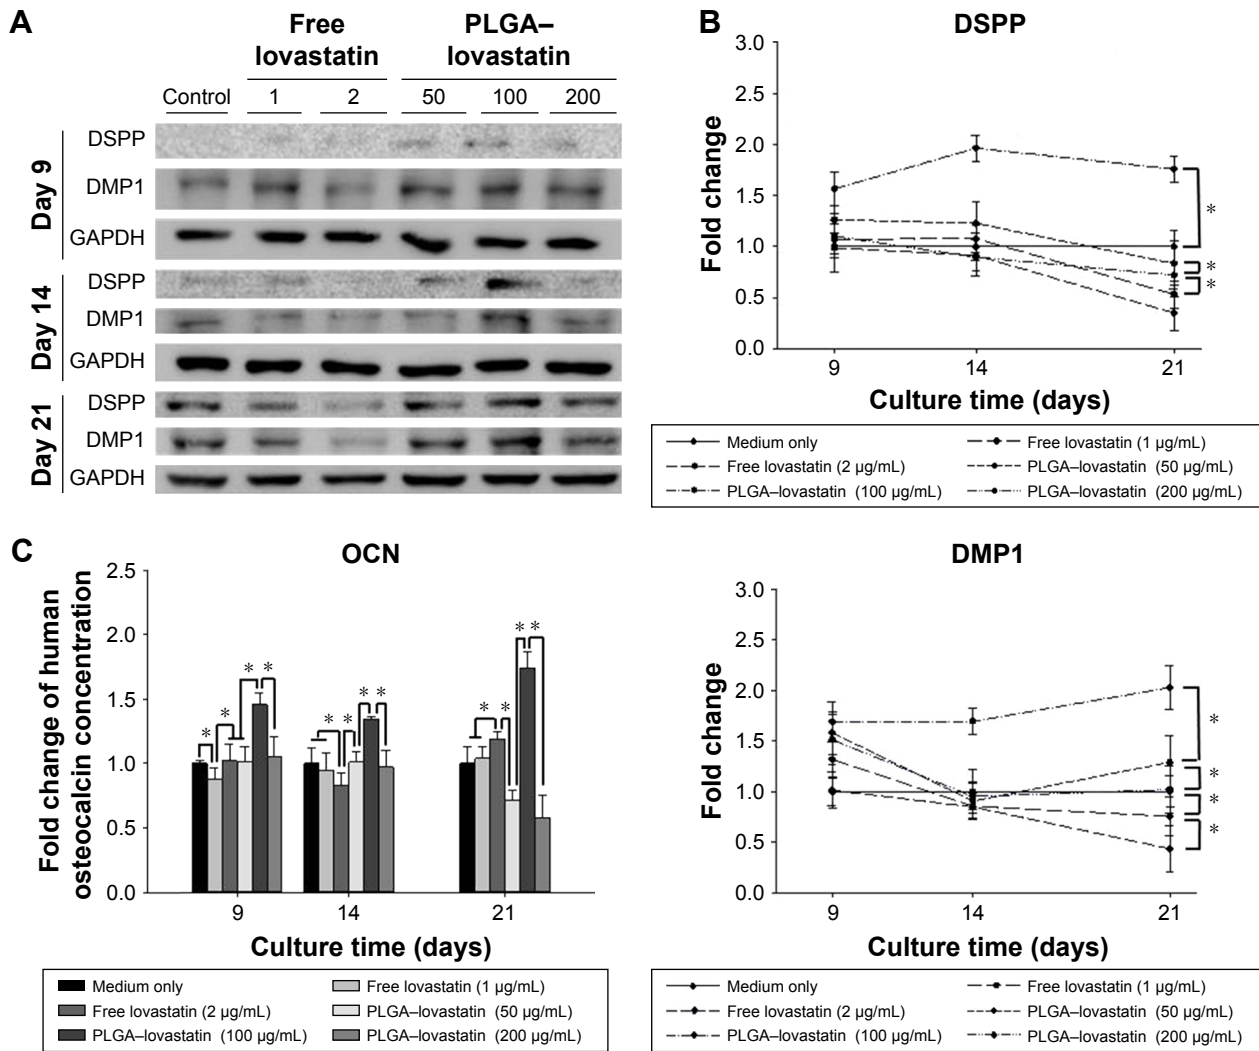 A
Free
lovastatin
PLGA–
lovastatin
Control
1
2
50
100
200
Day 9
DSPP
DMP1
GAPDH
Day 14
DSPP
DMP1
GAPDH
Day 21
DSPP
DMP1
GAPDH
B
DSPP
Fold change
3.0
2.5
2.0
1.5
1.0
0.5
0.0
*
*
*
9
14
21
Culture time (days)
Medium only
Free lovastatin (1 µg/mL)
Free lovastatin (2 µg/mL)
PLGA–lovastatin (50 µg/mL)
PLGA–lovastatin (100 µg/mL)
PLGA–lovastatin (200 µg/mL)
C
OCN
Fold change of human
osteocalcin concentration
2.5
2.0
1.5
1.0
0.5
0.0
* * * *
* * * *
* * * *
9
14
21
Culture time (days)
Medium only
Free lovastatin (1 µg/mL)
Free lovastatin (2 µg/mL)
PLGA–lovastatin (50 µg/mL)
PLGA–lovastatin (100 µg/mL)
PLGA–lovastatin (200 µg/mL)
DMP1
Fold change
3.0
2.5
2.0
1.5
1.0
0.5
0.0
*
*
*
*
9
14
21
Culture time (days)
Medium only
Free lovastatin (1 µg/mL)
Free lovastatin (2 µg/mL)
PLGA–lovastatin (50 µg/mL)
PLGA–lovastatin (100 µg/mL)
PLGA–lovastatin (200 µg/mL)